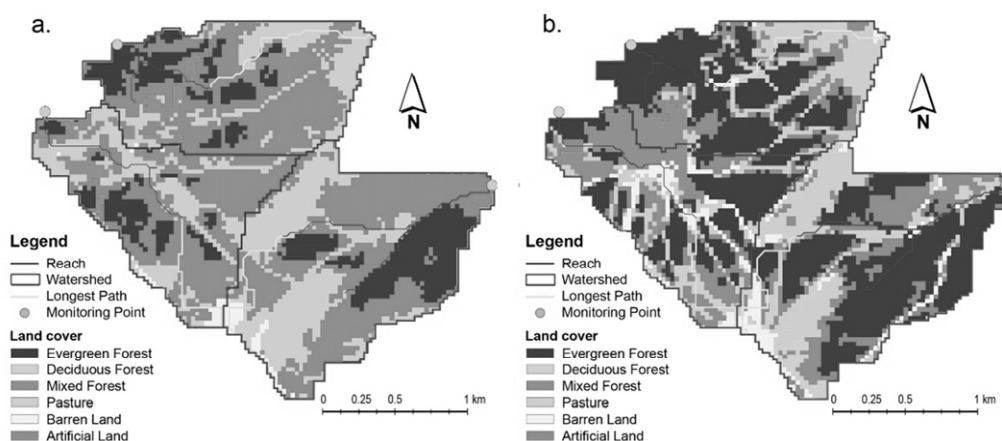 a.
N
Legend
Reach
Watershed
Longest Path
Monitoring Point
Land cover
Evergreen Forest
Deciduous Forest
Mixed Forest
Pasture
Barren Land
Artificial Land
0 0.25 0.5 1 km
b.
N
Legend
Reach
Watershed
Longest Path
Monitoring Point
Land cover
Evergreen Forest
Deciduous Forest
Mixed Forest
Pasture
Barren Land
Artificial Land
0 0.25 0.5 1 km